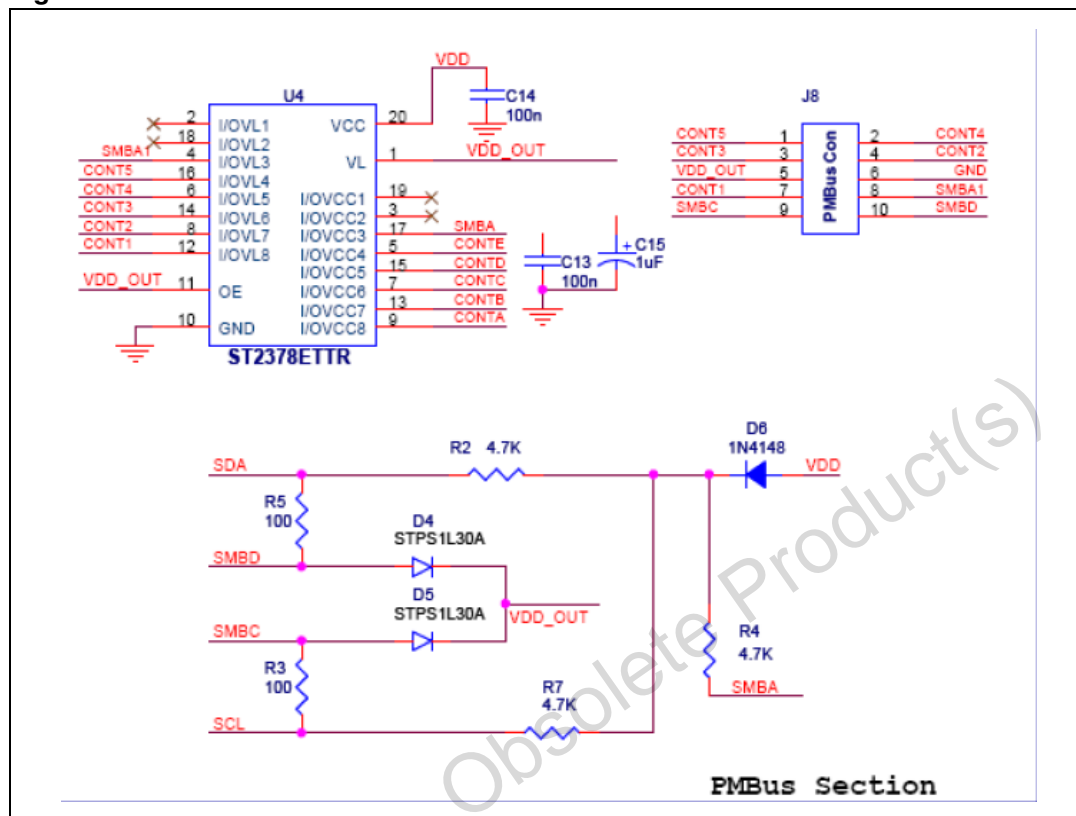 VDD
U4
C14
100n
2 I/OVL1 VCC 20
18 I/OVL2
SMBA1 4 I/OVL3 VL 1 VDD_OUT
CONT5 16 I/OVL4
CONT4 6 I/OVL5 I/OVCC1 19
CONT3 14 I/OVL6 I/OVCC2 3
CONT2 8 I/OVL7 I/OVCC3 17 SMBA
CONT1 12 I/OVL8 I/OVCC4 5 CONTE
I/OVCC5 15 CONTD
VDD_OUT 11 OE I/OVCC6 7 CONTC
I/OVCC7 13 CONTB
10 GND I/OVCC8 9 CONTA
ST2378ETTR
C13
100n
+ C15
1uF
J8
CONT5 1 2 CONT4
CONT3 3 4 CONT2
VDD_OUT 5 6 GND
CONT1 7 8 SMBA1
SMBC 9 10 SMBD
PMBus Con
SDA
R2 4.7K
D6
1N4148
VDD
R5
100
D4
STPS1L30A
SMBD
D5
STPS1L30A
VDD_OUT
SMBC
R4
4.7K
R3
100
R7
4.7K
SMBA
SCL
PMBus Section
Obsolete Product(s)